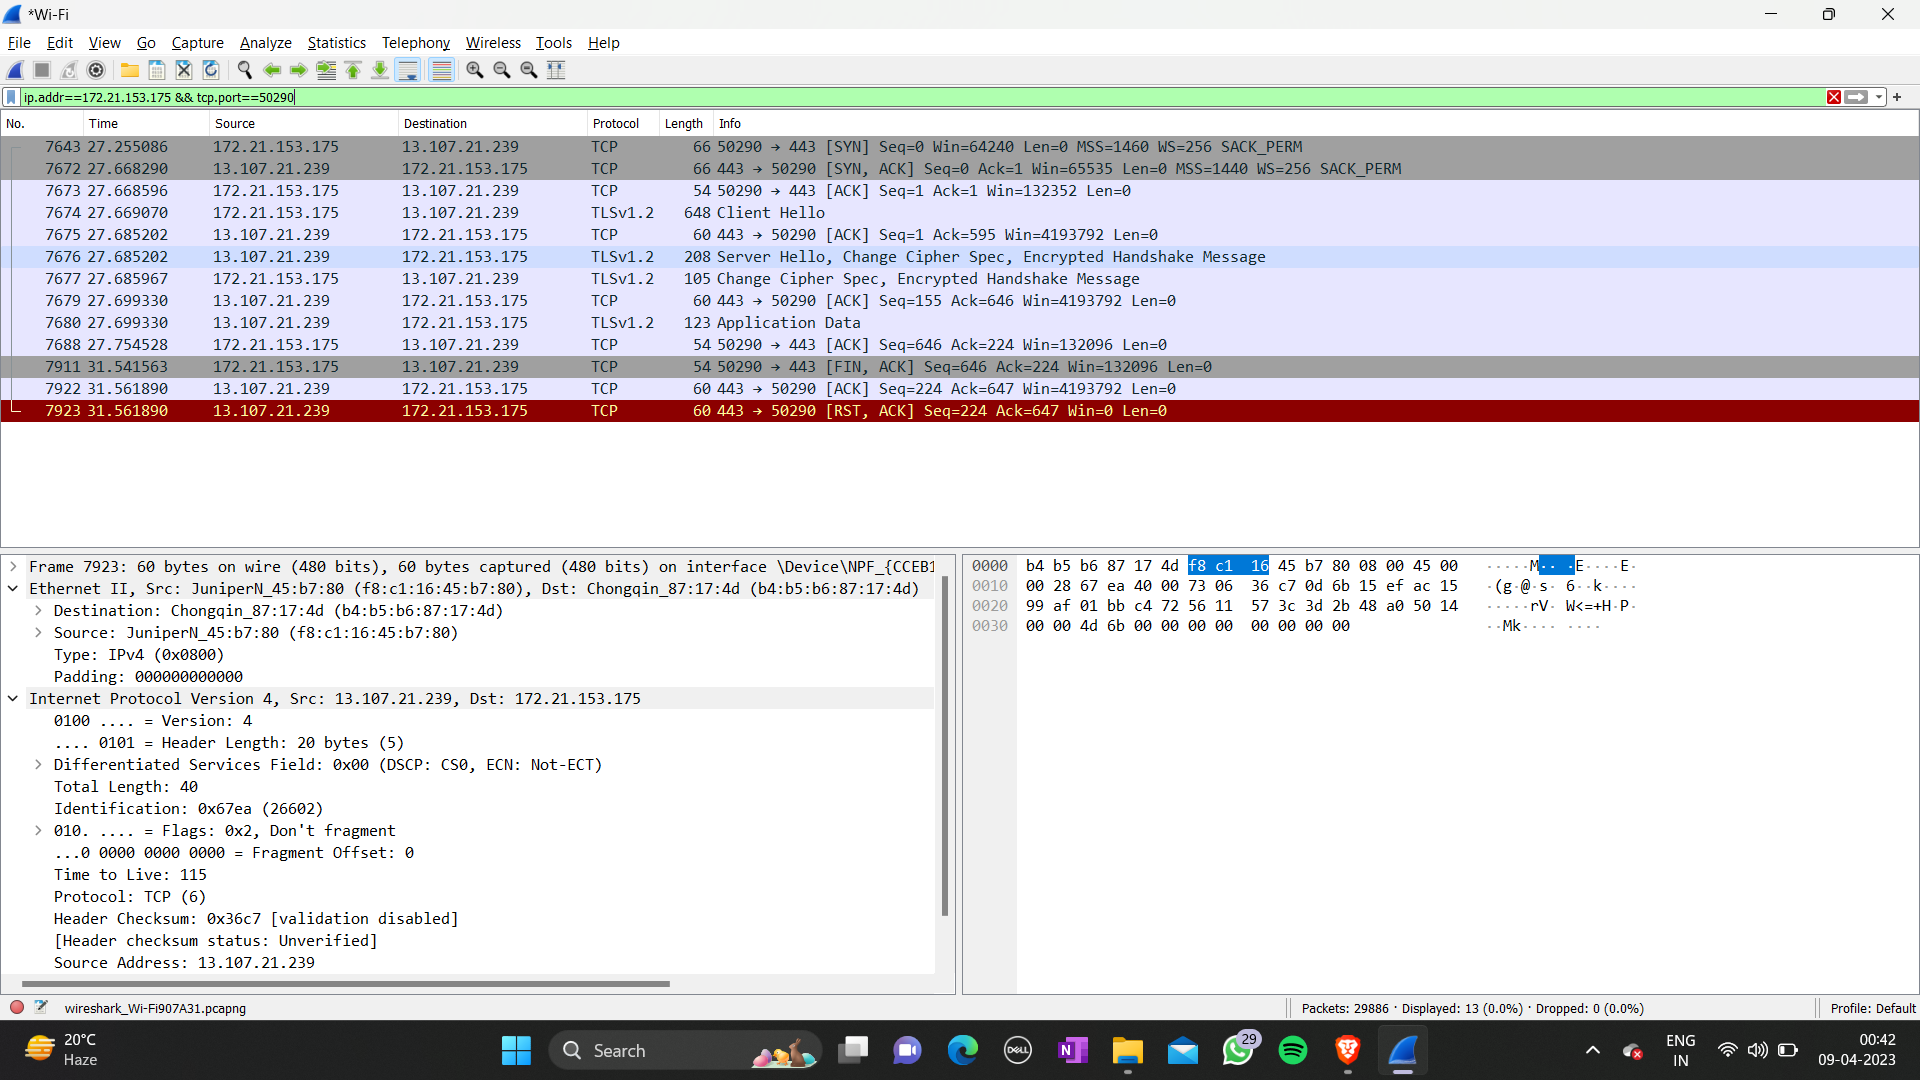 *Wi-Fi
File Edit View Go Capture Analyze Statistics Telephony Wireless Tools Help
ip.addr==172.21.153.175 && tcp.port==50290
No. Time Source Destination Protocol Length Info
7643 27.255086 172.21.153.175 13.107.21.239 TCP 66 50290 → 443 [SYN] Seq=0 Win=64240 Len=0 MSS=1460 WS=256 SACK_PERM
7672 27.668290 13.107.21.239 172.21.153.175 TCP 66 443 → 50290 [SYN, ACK] Seq=0 Ack=1 Win=65535 Len=0 MSS=1440 WS=256 SACK_PERM
7673 27.668596 172.21.153.175 13.107.21.239 TCP 54 50290 → 443 [ACK] Seq=1 Ack=1 Win=132352 Len=0
7674 27.669070 172.21.153.175 13.107.21.239 TLSv1.2 648 Client Hello
7675 27.685202 13.107.21.239 172.21.153.175 TCP 60 443 → 50290 [ACK] Seq=1 Ack=595 Win=4193792 Len=0
7676 27.685202 13.107.21.239 172.21.153.175 TLSv1.2 208 Server Hello, Change Cipher Spec, Encrypted Handshake Message
7677 27.685967 172.21.153.175 13.107.21.239 TLSv1.2 105 Change Cipher Spec, Encrypted Handshake Message
7679 27.699330 13.107.21.239 172.21.153.175 TCP 60 443 → 50290 [ACK] Seq=155 Ack=646 Win=4193792 Len=0
7680 27.699330 13.107.21.239 172.21.153.175 TLSv1.2 123 Application Data
7688 27.754528 172.21.153.175 13.107.21.239 TCP 54 50290 → 443 [ACK] Seq=646 Ack=224 Win=132096 Len=0
7911 31.541563 172.21.153.175 13.107.21.239 TCP 54 50290 → 443 [FIN, ACK] Seq=646 Ack=224 Win=132096 Len=0
7922 31.561890 13.107.21.239 172.21.153.175 TCP 60 443 → 50290 [ACK] Seq=224 Ack=647 Win=4193792 Len=0
7923 31.561890 13.107.21.239 172.21.153.175 TCP 60 443 → 50290 [RST, ACK] Seq=224 Ack=647 Win=0 Len=0
Frame 7923: 60 bytes on wire (480 bits), 60 bytes captured (480 bits) on interface \Device\NPF_{CCEB1
Ethernet II, Src: JuniperN_45:b7:80 (f8:c1:16:45:b7:80), Dst: Chongqin_87:17:4d (b4:b5:b6:87:17:4d)
Destination: Chongqin_87:17:4d (b4:b5:b6:87:17:4d)
Source: JuniperN_45:b7:80 (f8:c1:16:45:b7:80)
Type: IPv4 (0x0800)
Padding: 000000000000
Internet Protocol Version 4, Src: 13.107.21.239, Dst: 172.21.153.175
0100 .... = Version: 4
.... 0101 = Header Length: 20 bytes (5)
Differentiated Services Field: 0x00 (DSCP: CS0, ECN: Not-ECT)
Total Length: 40
Identification: 0x67ea (26602)
010. .... = Flags: 0x2, Don't fragment
...0 0000 0000 0000 = Fragment Offset: 0
Time to Live: 115
Protocol: TCP (6)
Header Checksum: 0x36c7 [validation disabled]
[Header checksum status: Unverified]
Source Address: 13.107.21.239
0000 b4 b5 b6 87 17 4d f8 c1 16 45 b7 80 08 00 45 00 ·····M·· ·E····E·
0010 00 28 67 ea 40 00 73 06 36 c7 0d 6b 15 ef ac 15 ·(g·@·s· 6··k····
0020 99 af 01 bb c4 72 56 11 57 3c 3d 2b 48 a0 50 14 ·····rV· W<=+H·P·
0030 00 00 4d 6b 00 00 00 00 00 00 00 00 ··Mk···· ····
wireshark_Wi-Fi907A31.pcapng
Packets: 29886 · Displayed: 13 (0.0%) · Dropped: 0 (0.0%)
Profile: Default
20°C
Haze
Search
DELL
N
29
ENG
IN
00:42
09-04-2023